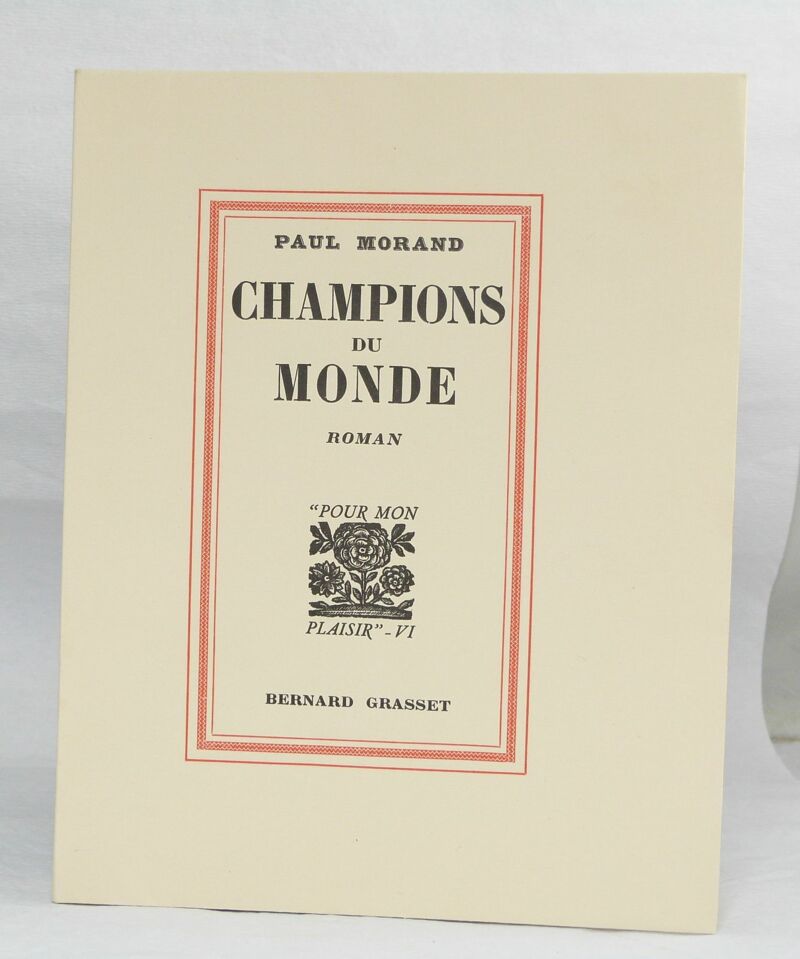 PAUL MORAND
CHAMPIONS
DU
MONDE
ROMAN
“POUR MON
PLAISIR” - VI
BERNARD GRASSET